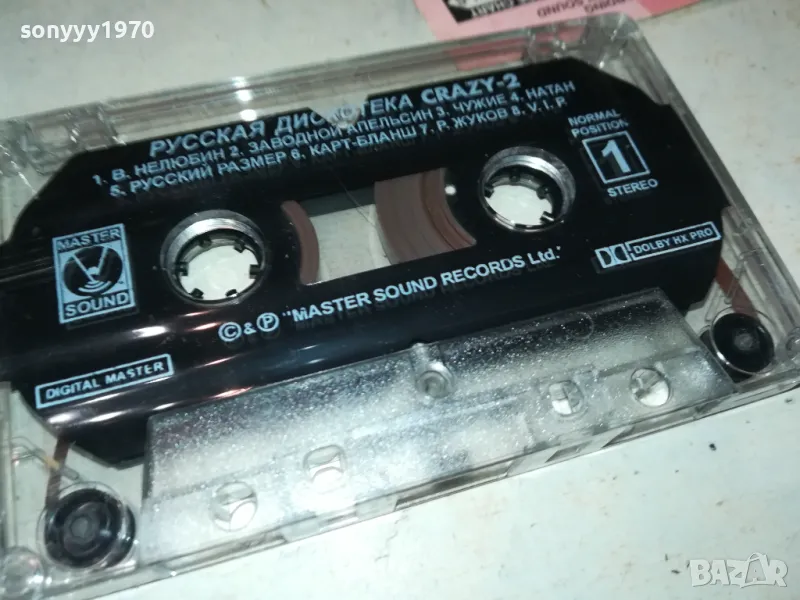 sonyyy1970
SOUND
РУССКАЯ ДИСКОТЕКА CRAZY-2
1. В. НЕЛЮБИН 2. ЗАВОДНОЙ АПЕЛЬСИН 3. ЧУЖИЕ 4. НАТАН
5. РУССКИЙ РАЗМЕР 6. КАРТ-БЛАНШ 7. Р. ЖУКОВ 8. V. I. P.
NORMAL
POSITION
1
STEREO
MASTER
SOUND
DOLBY HX PRO
© & ℗ "MASTER SOUND RECORDS Ltd."
DIGITAL MASTER
BAZAR